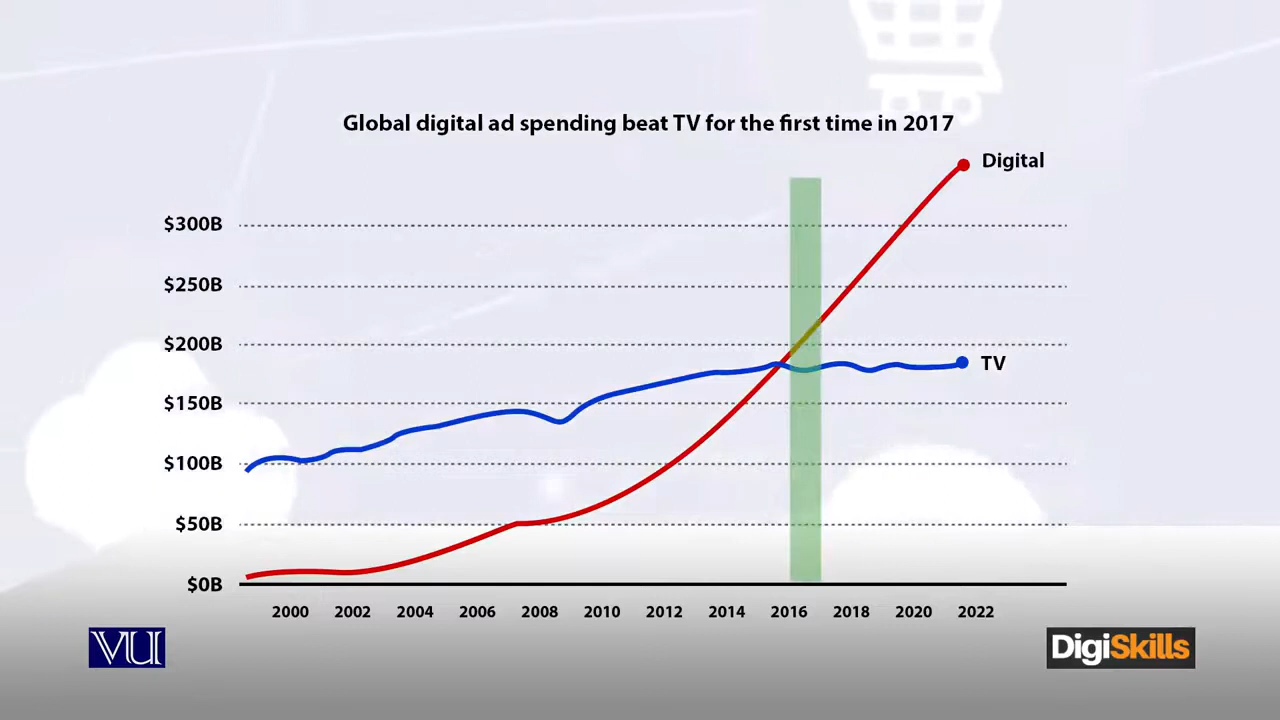 Global digital ad spending beat TV for the first time in 2017
Digital
$300B
$250B
$200B
TV
$150B
$100B
$50B
$0B
2000 2002 2004 2006 2008 2010 2012 2014 2016 2018 2020 2022
VU
DigiSkills